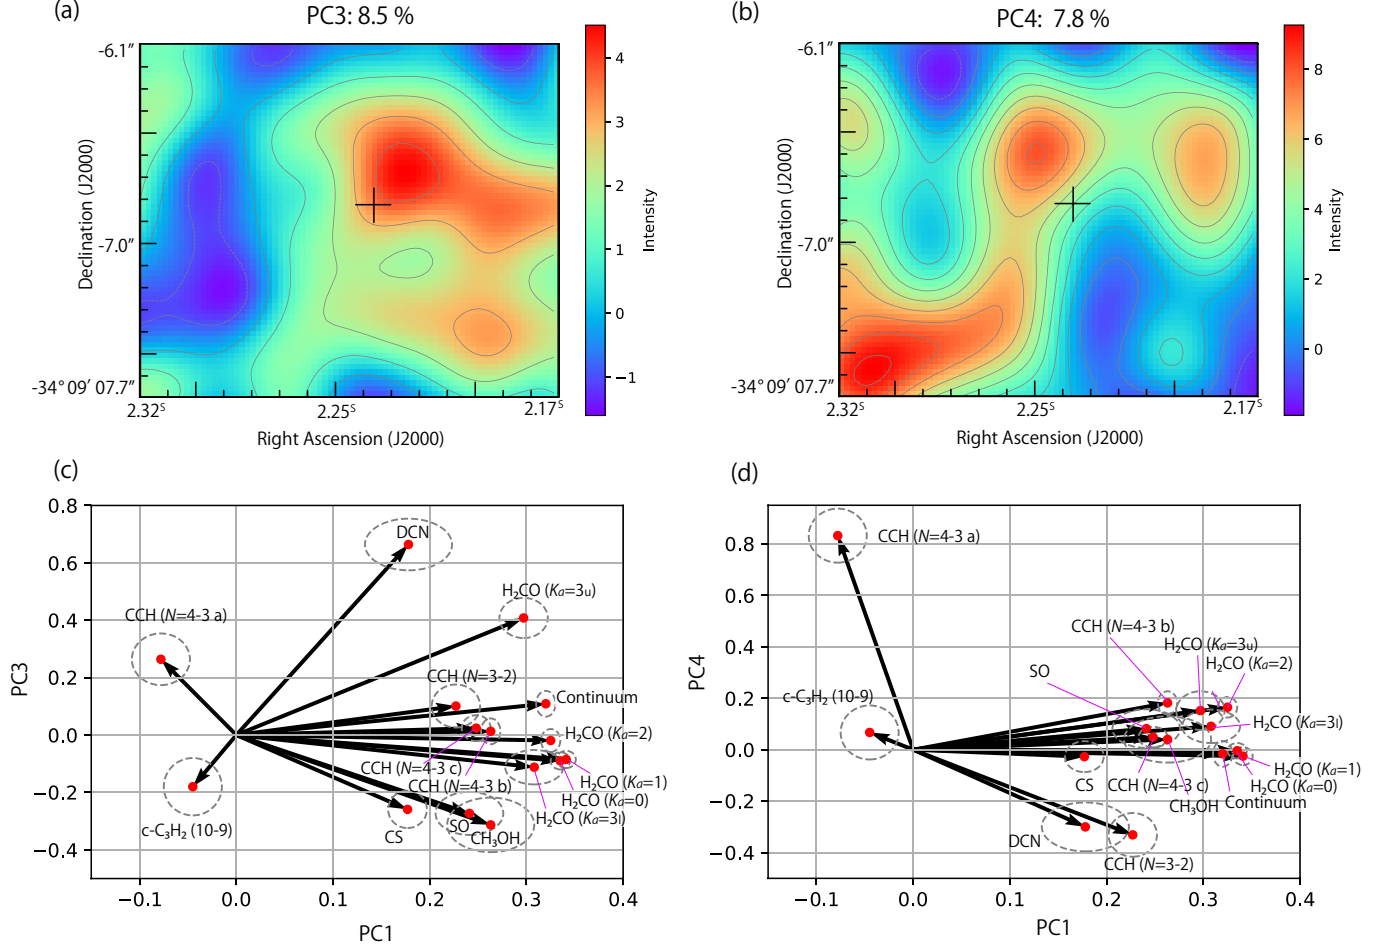 (a)
PC3: 8.5 %
-6.1″
-7.0″
-34° 09′ 07.7″
2.32ˢ
2.25ˢ
2.17ˢ
Declination (J2000)
Right Ascension (J2000)
4
3
2
1
0
−1
Intensity
(b)
PC4: 7.8 %
-6.1″
-7.0″
-34° 09′ 07.7″
2.32ˢ
2.25ˢ
2.17ˢ
Declination (J2000)
Right Ascension (J2000)
8
6
4
2
0
Intensity
(c)
0.8
0.6
0.4
0.2
0.0
−0.2
−0.4
PC3
DCN
H₂CO (Ka=3u)
CCH (N=4-3 a)
CCH (N=3-2)
Continuum
H₂CO (Ka=2)
CCH (N=4-3 c)
H₂CO (Ka=1)
CCH (N=4-3 b)
H₂CO (Ka=0)
H₂CO (Ka=3l)
c-C₃H₂ (10-9)
CS
SO
CH₃OH
−0.1
0.0
0.1
0.2
0.3
0.4
PC1
(d)
0.8
0.6
0.4
0.2
0.0
−0.2
−0.4
PC4
CCH (N=4-3 a)
CCH (N=4-3 b)
H₂CO (Ka=3u)
H₂CO (Ka=2)
SO
c-C₃H₂ (10-9)
H₂CO (Ka=3l)
H₂CO (Ka=1)
CS
CCH (N=4-3 c)
H₂CO (Ka=0)
CH₃OH
Continuum
DCN
CCH (N=3-2)
−0.1
0.0
0.1
0.2
0.3
0.4
PC1